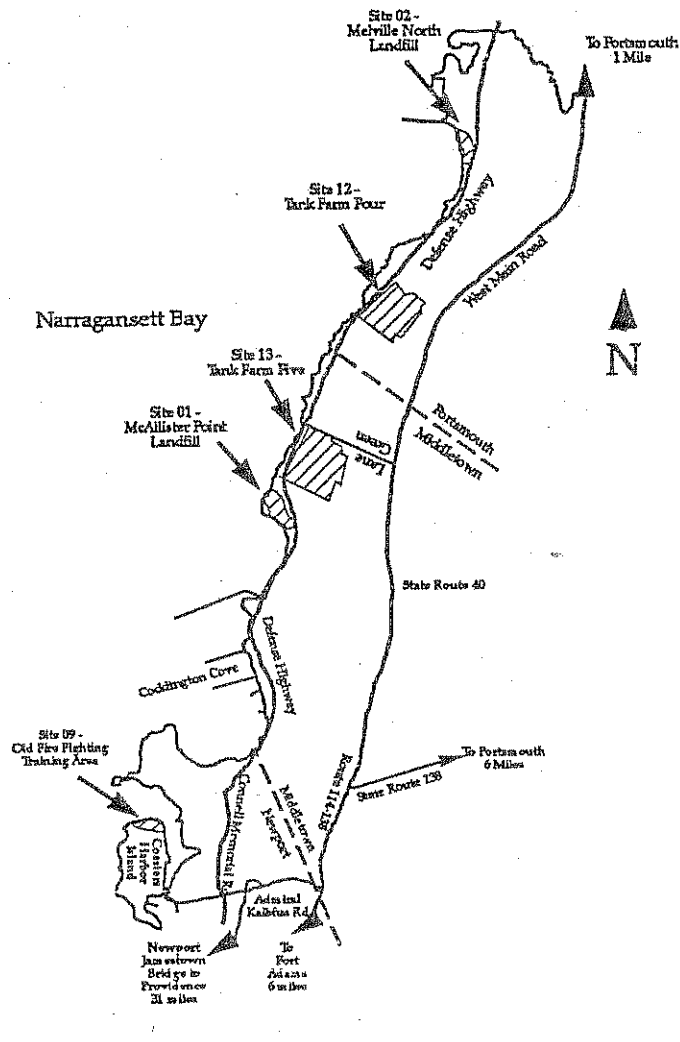 Site 02 -
Melville North
Landfill
To Portsmouth
1 Mile
Site 12 -
Tank Farm Four
Defense Highway
West Main Road
Narragansett Bay
N
Site 13 -
Tank Farm Five
Site 01 -
McAllister Point
Landfill
Portsmouth
Middletown
Green
Lane
State Route 40
Defense Highway
Coddington Cove
Site 09 -
Old Fire Fighting
Training Area
To Portsmouth
6 Miles
State Route 138
Route 114-138
Middletown
Newport
Connell Memorial R
Coasters
Harbor
Island
Admiral
Kalbfus Rd
Newport
Jamestown
Bridge to
Providence
31 miles
To
Fort
Adams
6 miles